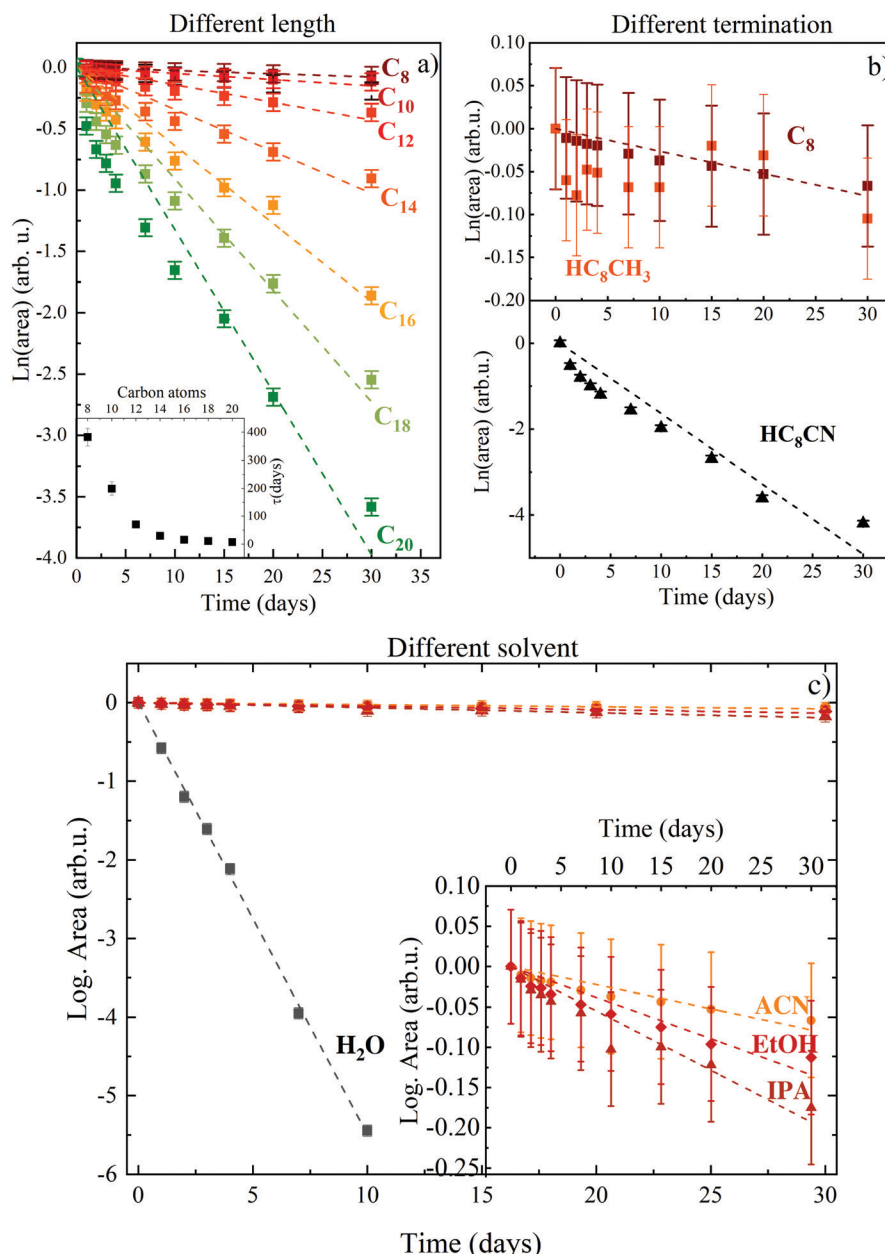 Different length
a)
Ln(area) (arb. u.)
0.0
-0.5
-1.0
-1.5
-2.0
-2.5
-3.0
-3.5
-4.0
C8
C10
C12
C14
C16
C18
C20
Carbon atoms
8 10 12 14 16 18 20
τ(days)
400
300
200
100
0
0 5 10 15 20 25 30 35
Time (days)
Different termination
b)
Ln(area) (arb.u.)
0.10
0.05
0.00
-0.05
-0.10
-0.15
-0.20
C8
HC8CH3
0 5 10 15 20 25 30
Ln(area) (arb.u.)
0
-2
-4
HC8CN
0 5 10 15 20 25 30
Time (days)
Different solvent
c)
Log. Area (arb.u.)
0
-1
-2
-3
-4
-5
-6
H2O
Time (days)
0 5 10 15 20 25 30
Log. Area (arb.u.)
0.10
0.05
0.00
-0.05
-0.10
-0.15
-0.20
-0.25
ACN
EtOH
IPA
0 5 10 15 20 25 30
Time (days)